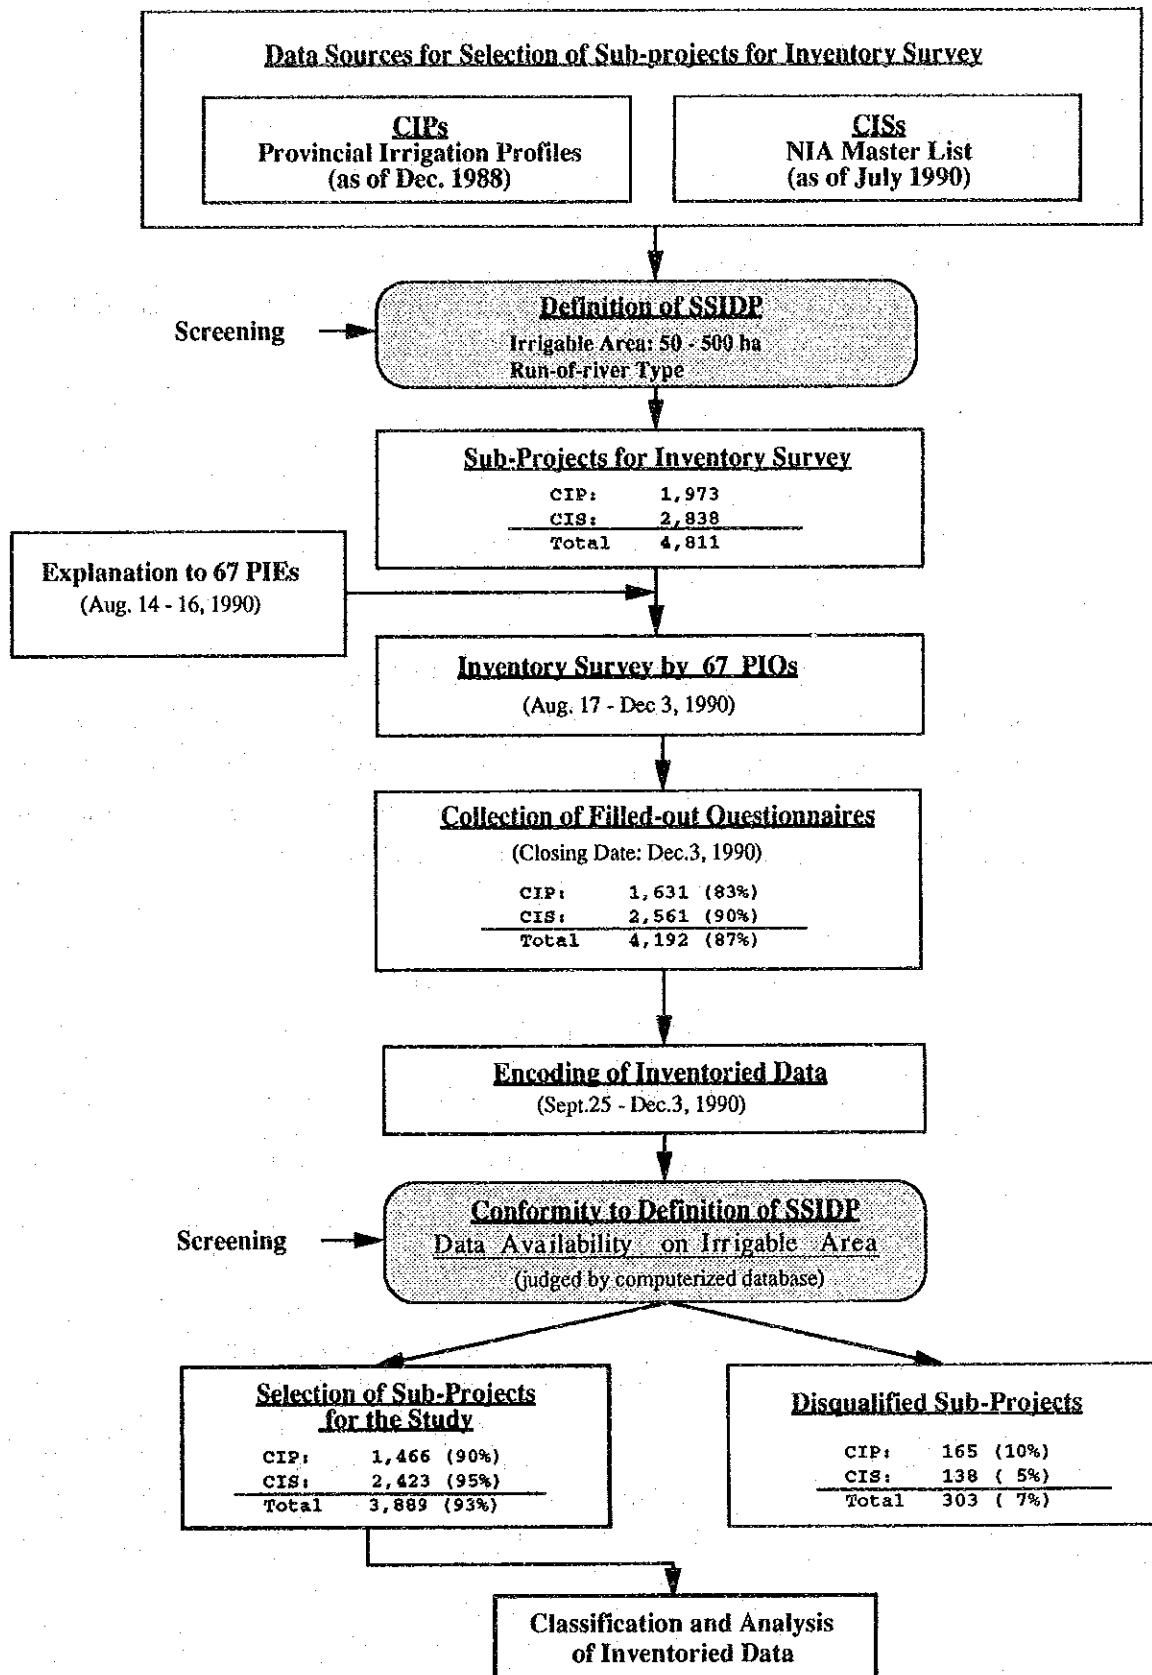 Data Sources for Selection of Sub-projects for Inventory Survey
CIPs
Provincial Irrigation Profiles
(as of Dec. 1988)
CISs
NIA Master List
(as of July 1990)
Screening
Definition of SSIDP
Irrigable Area: 50 - 500 ha
Run-of-river Type
Sub-Projects for Inventory Survey
CIP: 1,973
CIS: 2,838
Total 4,811
Explanation to 67 PIEs
(Aug. 14 - 16, 1990)
Inventory Survey by 67 PIOs
(Aug. 17 - Dec 3, 1990)
Collection of Filled-out Questionnaires
(Closing Date: Dec.3, 1990)
CIP: 1,631 (83%)
CIS: 2,561 (90%)
Total 4,192 (87%)
Encoding of Inventoried Data
(Sept.25 - Dec.3, 1990)
Screening
Conformity to Definition of SSIDP
Data Availability on Irrigable Area
(judged by computerized database)
Selection of Sub-Projects
for the Study
CIP: 1,466 (90%)
CIS: 2,423 (95%)
Total 3,889 (93%)
Disqualified Sub-Projects
CIP: 165 (10%)
CIS: 138 ( 5%)
Total 303 ( 7%)
Classification and Analysis
of Inventoried Data